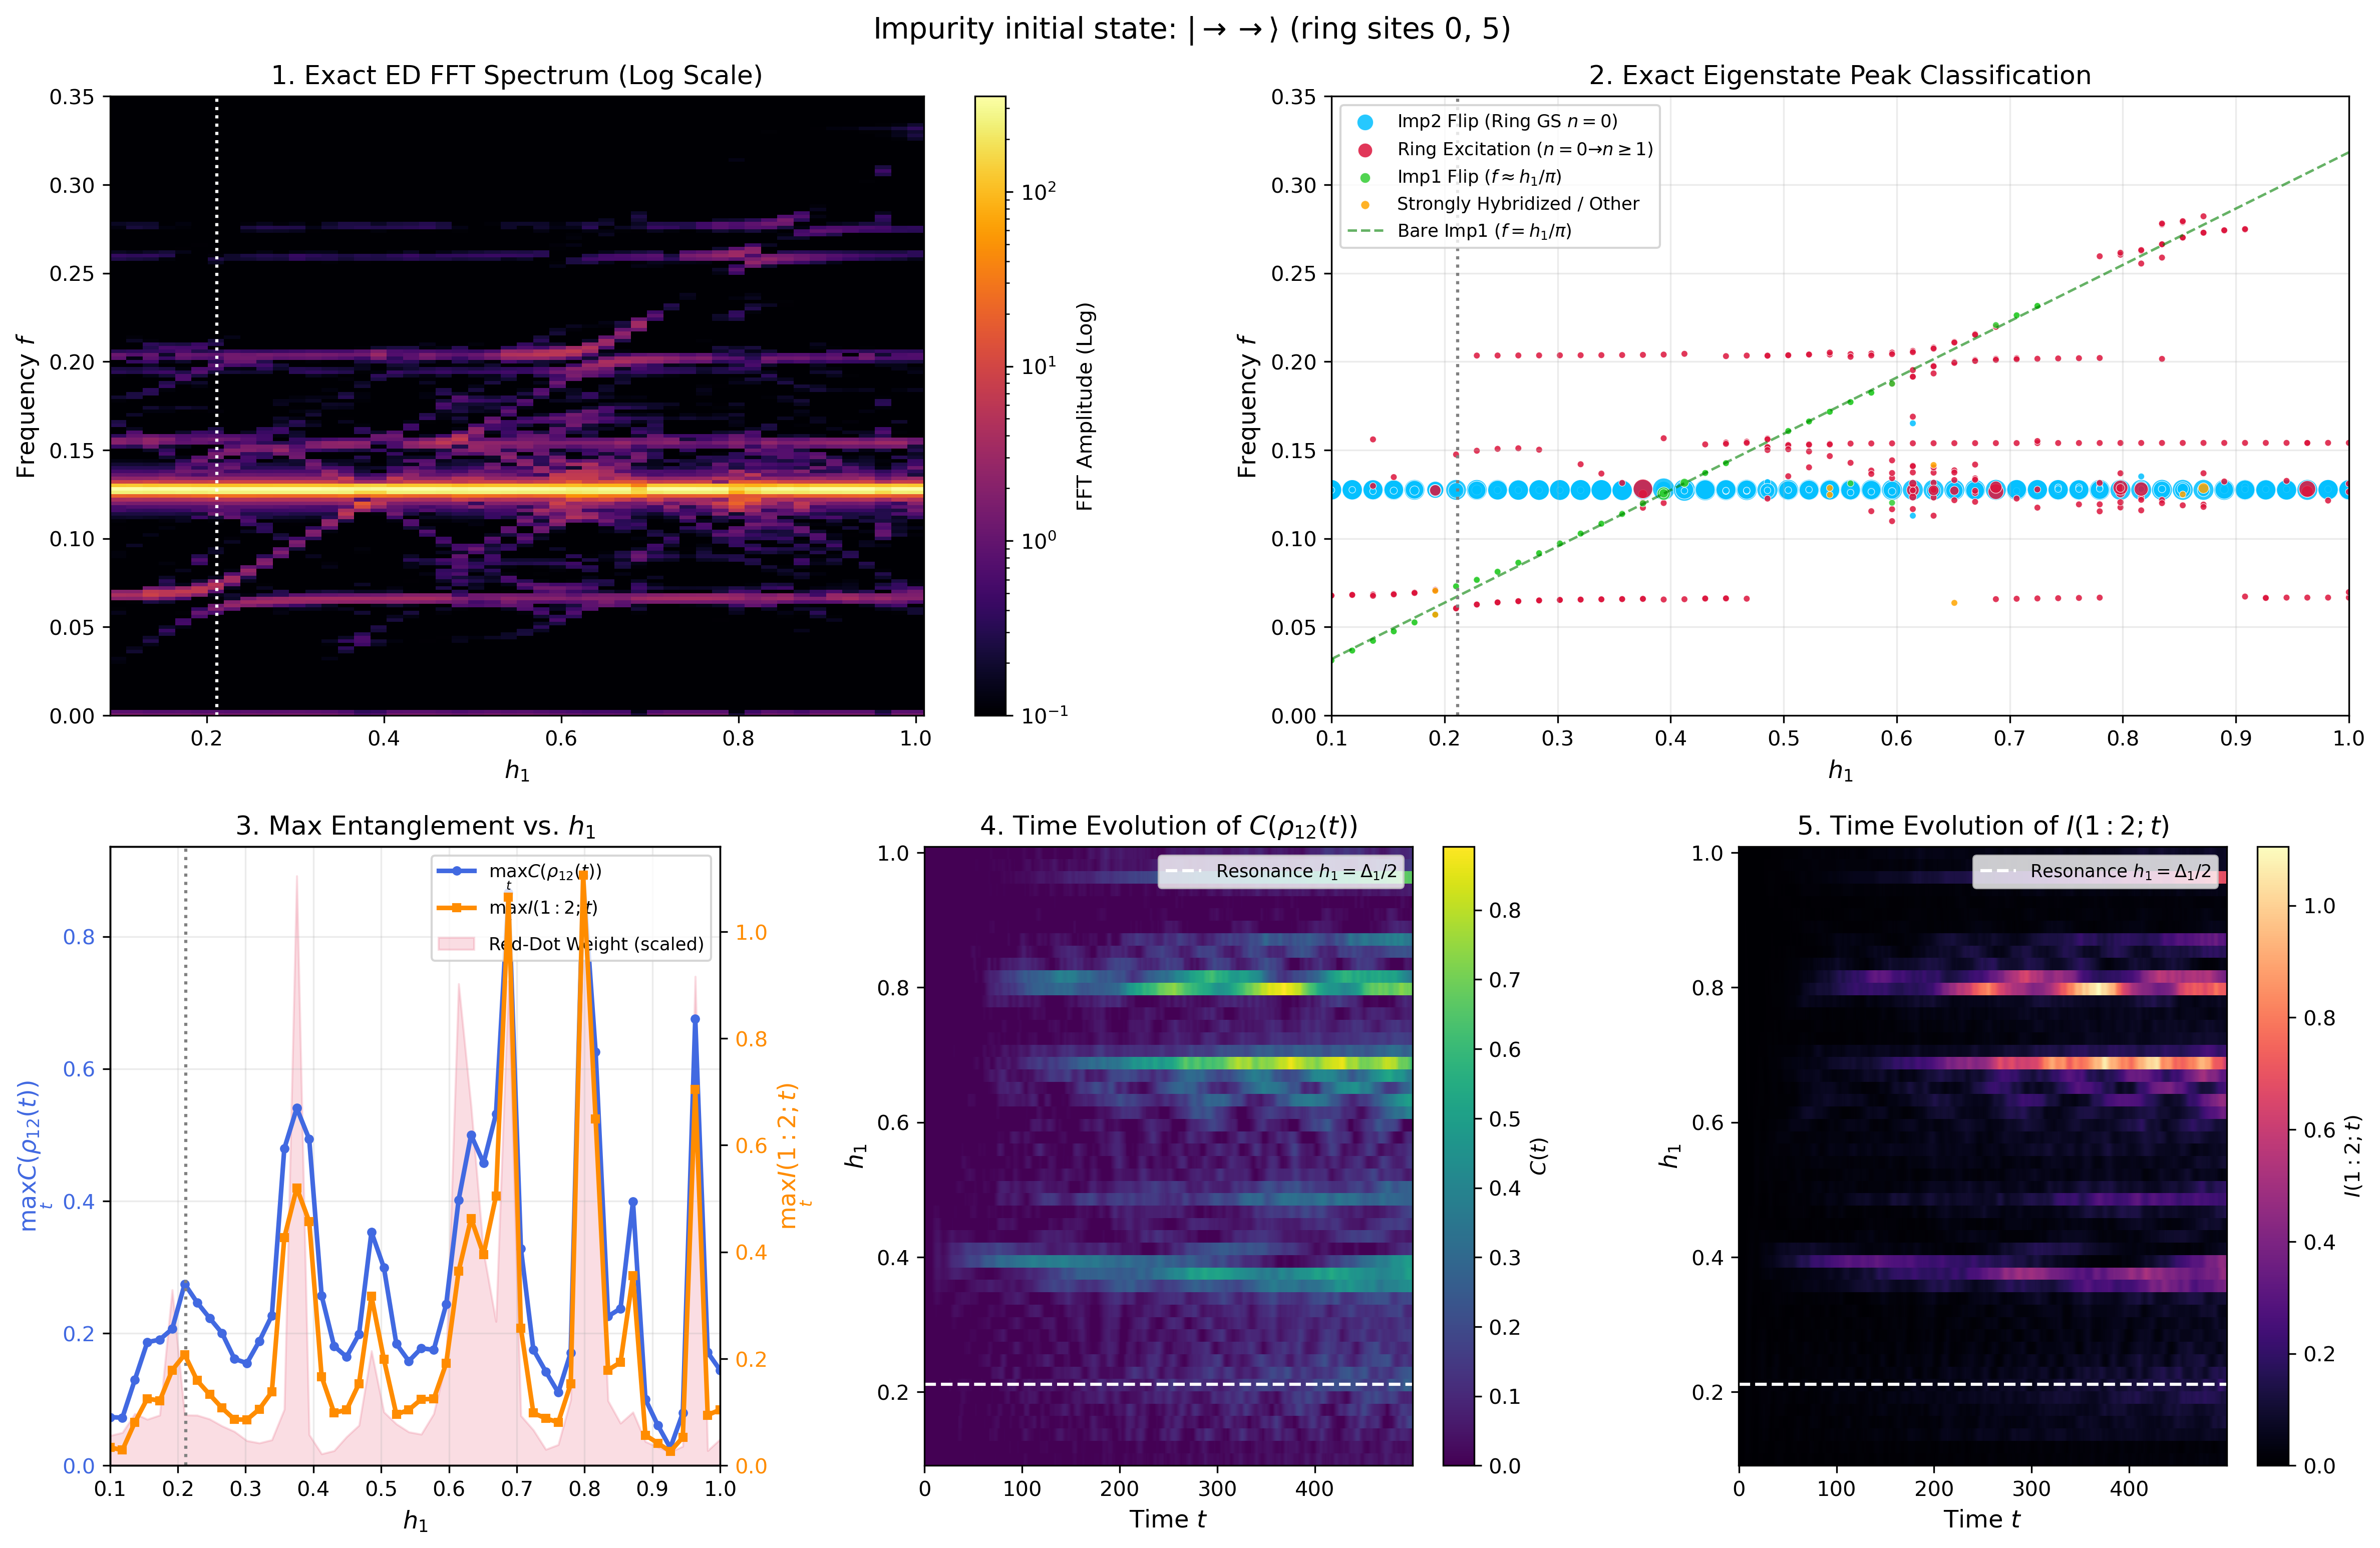 Impurity initial state: |→→⟩ (ring sites 0, 5)
1. Exact ED FFT Spectrum (Log Scale)
0.35
0.30
0.25
0.20
0.15
0.10
0.05
0.00
Frequency f
0.2
0.4
0.6
0.8
1.0
h₁
10²
10¹
10⁰
10⁻¹
FFT Amplitude (Log)
2. Exact Eigenstate Peak Classification
Imp2 Flip (Ring GS n = 0)
Ring Excitation (n = 0→n ≥ 1)
Imp1 Flip (f ≈ h₁/π)
Strongly Hybridized / Other
Bare Imp1 (f = h₁/π)
0.35
0.30
0.25
0.20
0.15
0.10
0.05
0.00
Frequency f
0.1
0.2
0.3
0.4
0.5
0.6
0.7
0.8
0.9
1.0
h₁
3. Max Entanglement vs. h₁
max C(ρ₁₂(t))
t
max I(1 : 2; t)
Red-Dot Weight (scaled)
0.8
0.6
0.4
0.2
0.0
max C(ρ₁₂(t))
t
1.0
0.8
0.6
0.4
0.2
0.0
max I(1 : 2; t)
t
0.1
0.2
0.3
0.4
0.5
0.6
0.7
0.8
0.9
1.0
h₁
4. Time Evolution of C(ρ₁₂(t))
Resonance h₁ = Δ₁/2
1.0
0.8
0.6
0.4
0.2
h₁
0
100
200
300
400
Time t
0.8
0.7
0.6
0.5
0.4
0.3
0.2
0.1
0.0
C(t)
5. Time Evolution of I(1 : 2; t)
Resonance h₁ = Δ₁/2
1.0
0.8
0.6
0.4
0.2
h₁
0
100
200
300
400
Time t
1.0
0.8
0.6
0.4
0.2
0.0
I(1 : 2; t)